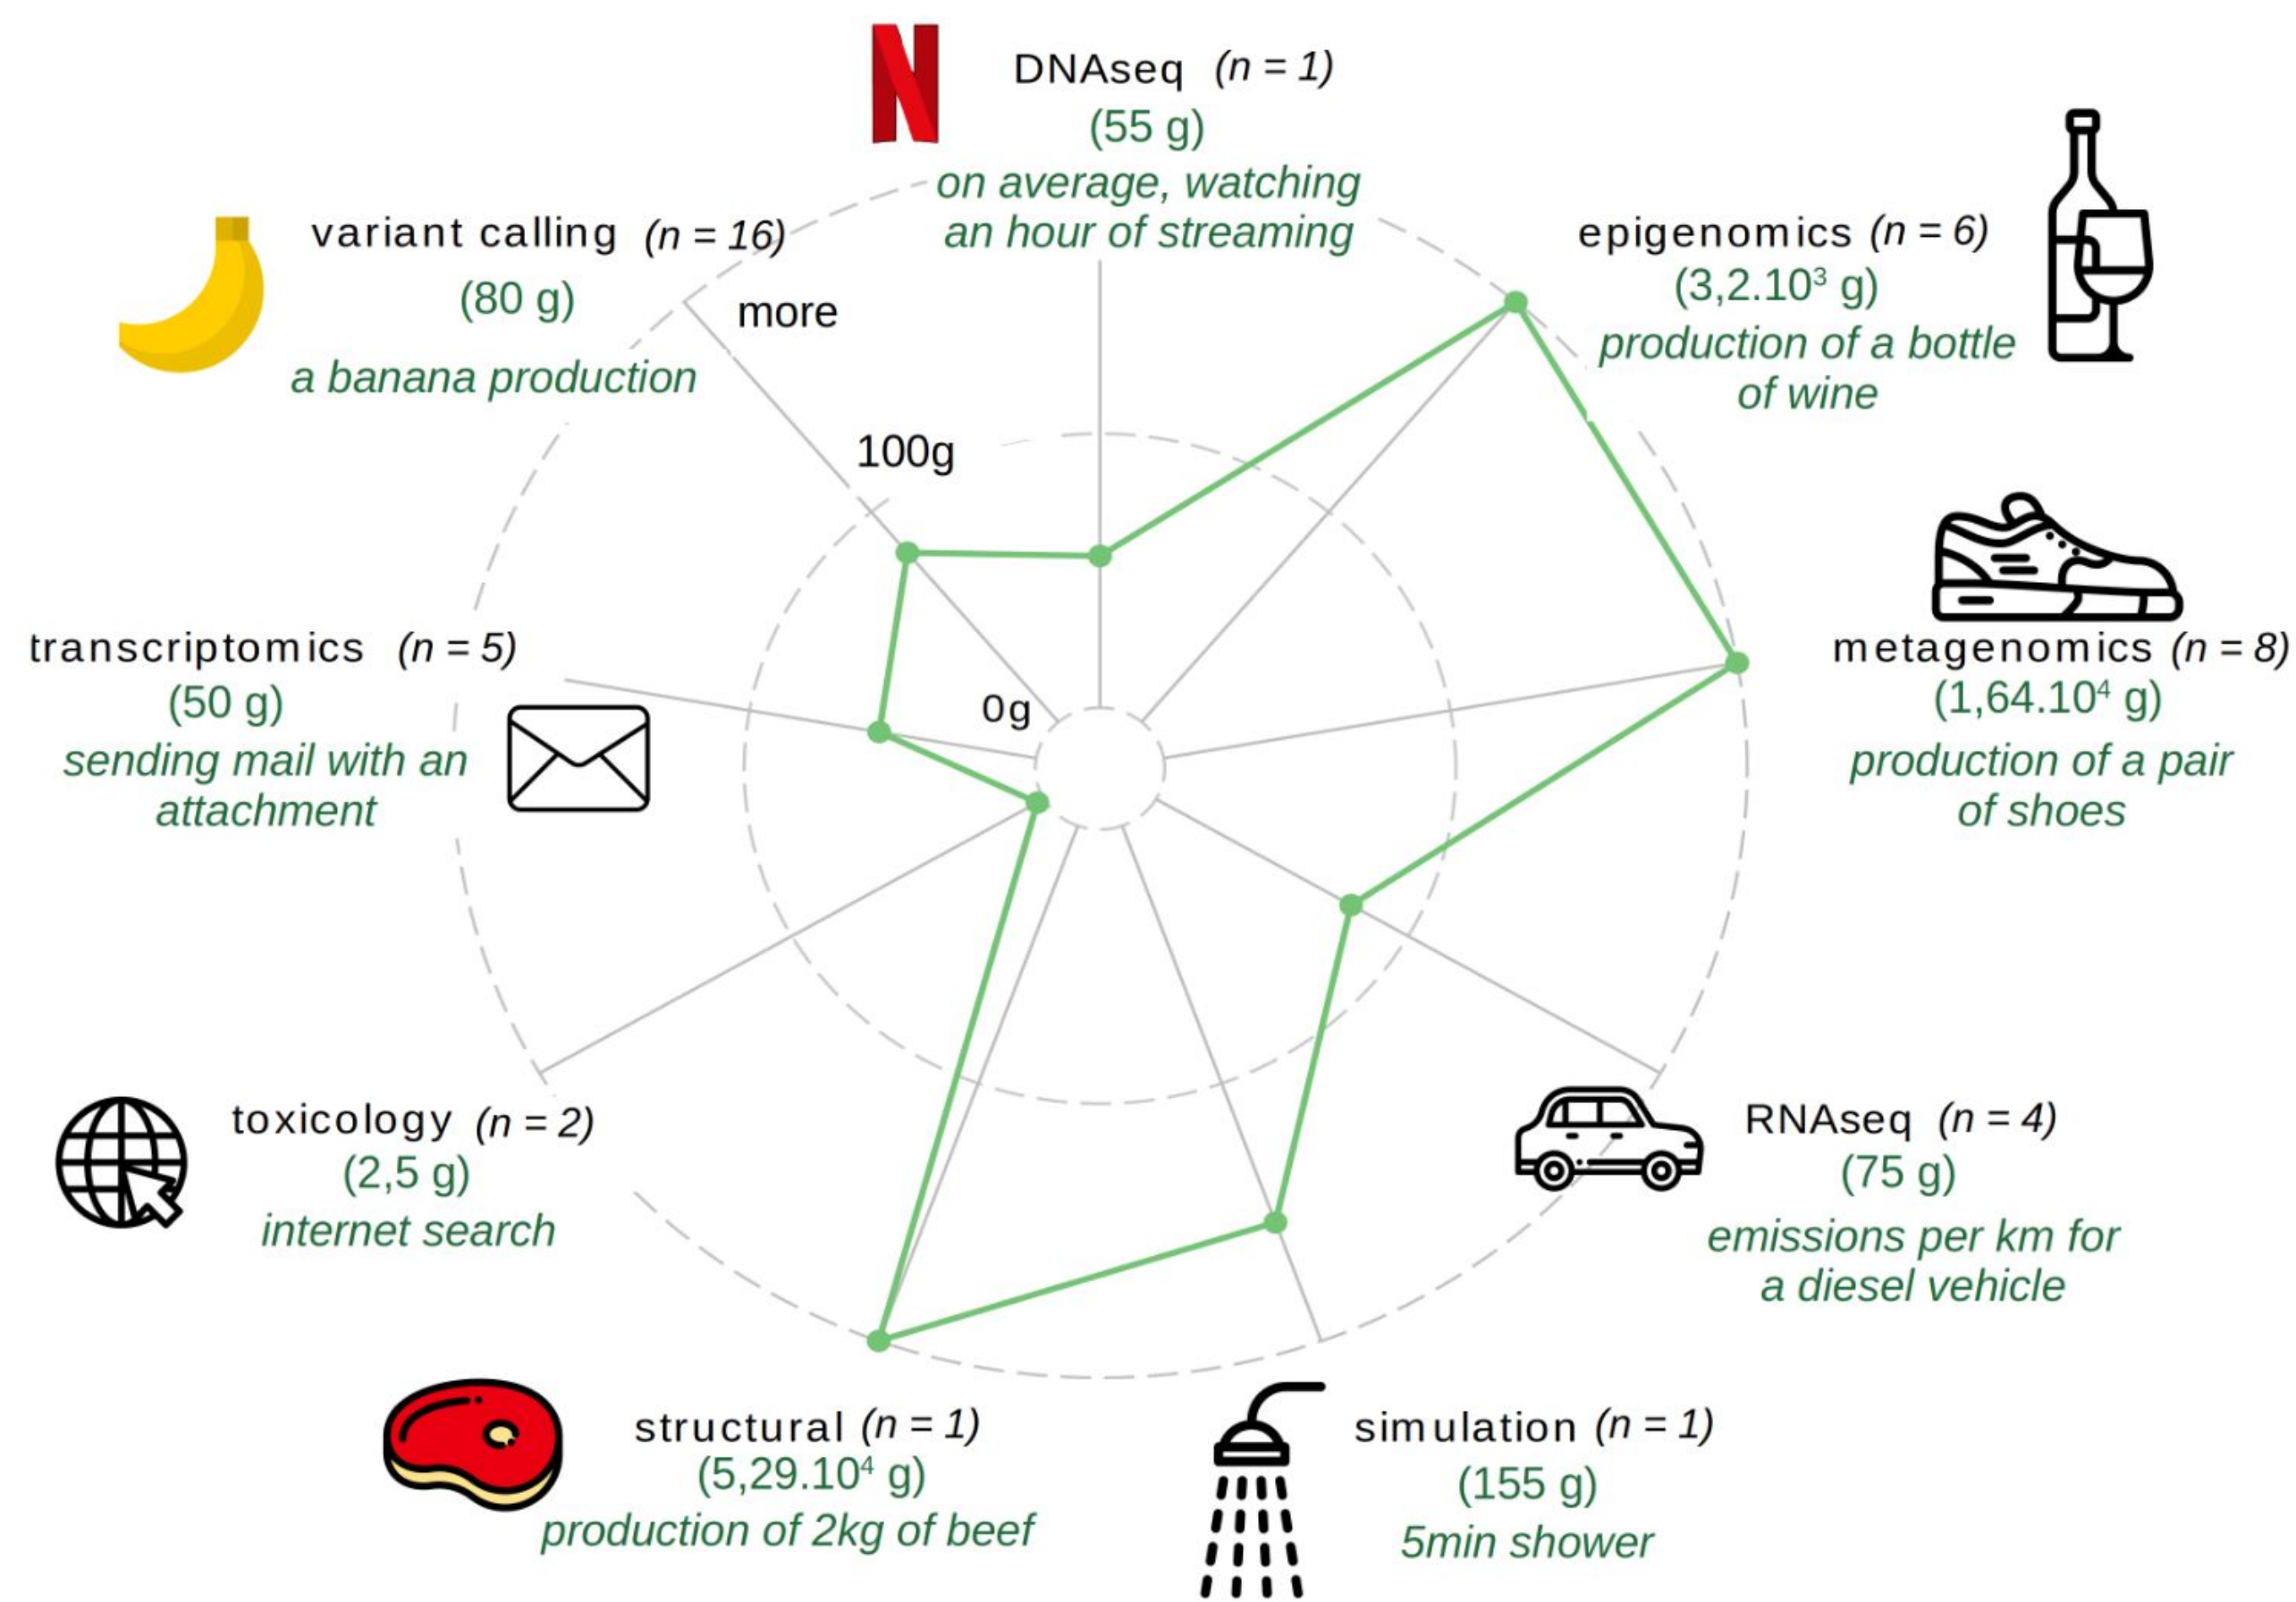 N
DNAseq (n = 1)
(55 g)
on average, watching
an hour of streaming
variant calling (n = 16)
(80 g)
a banana production
epigenomics (n = 6)
(3,2.10³ g)
production of a bottle
of wine
more
100g
0g
metagenomics (n = 8)
(1,64.10⁴ g)
production of a pair
of shoes
transcriptomics (n = 5)
(50 g)
sending mail with an
attachment
toxicology (n = 2)
(2,5 g)
internet search
RNAseq (n = 4)
(75 g)
emissions per km for
a diesel vehicle
structural (n = 1)
(5,29.10⁴ g)
production of 2kg of beef
simulation (n = 1)
(155 g)
5min shower